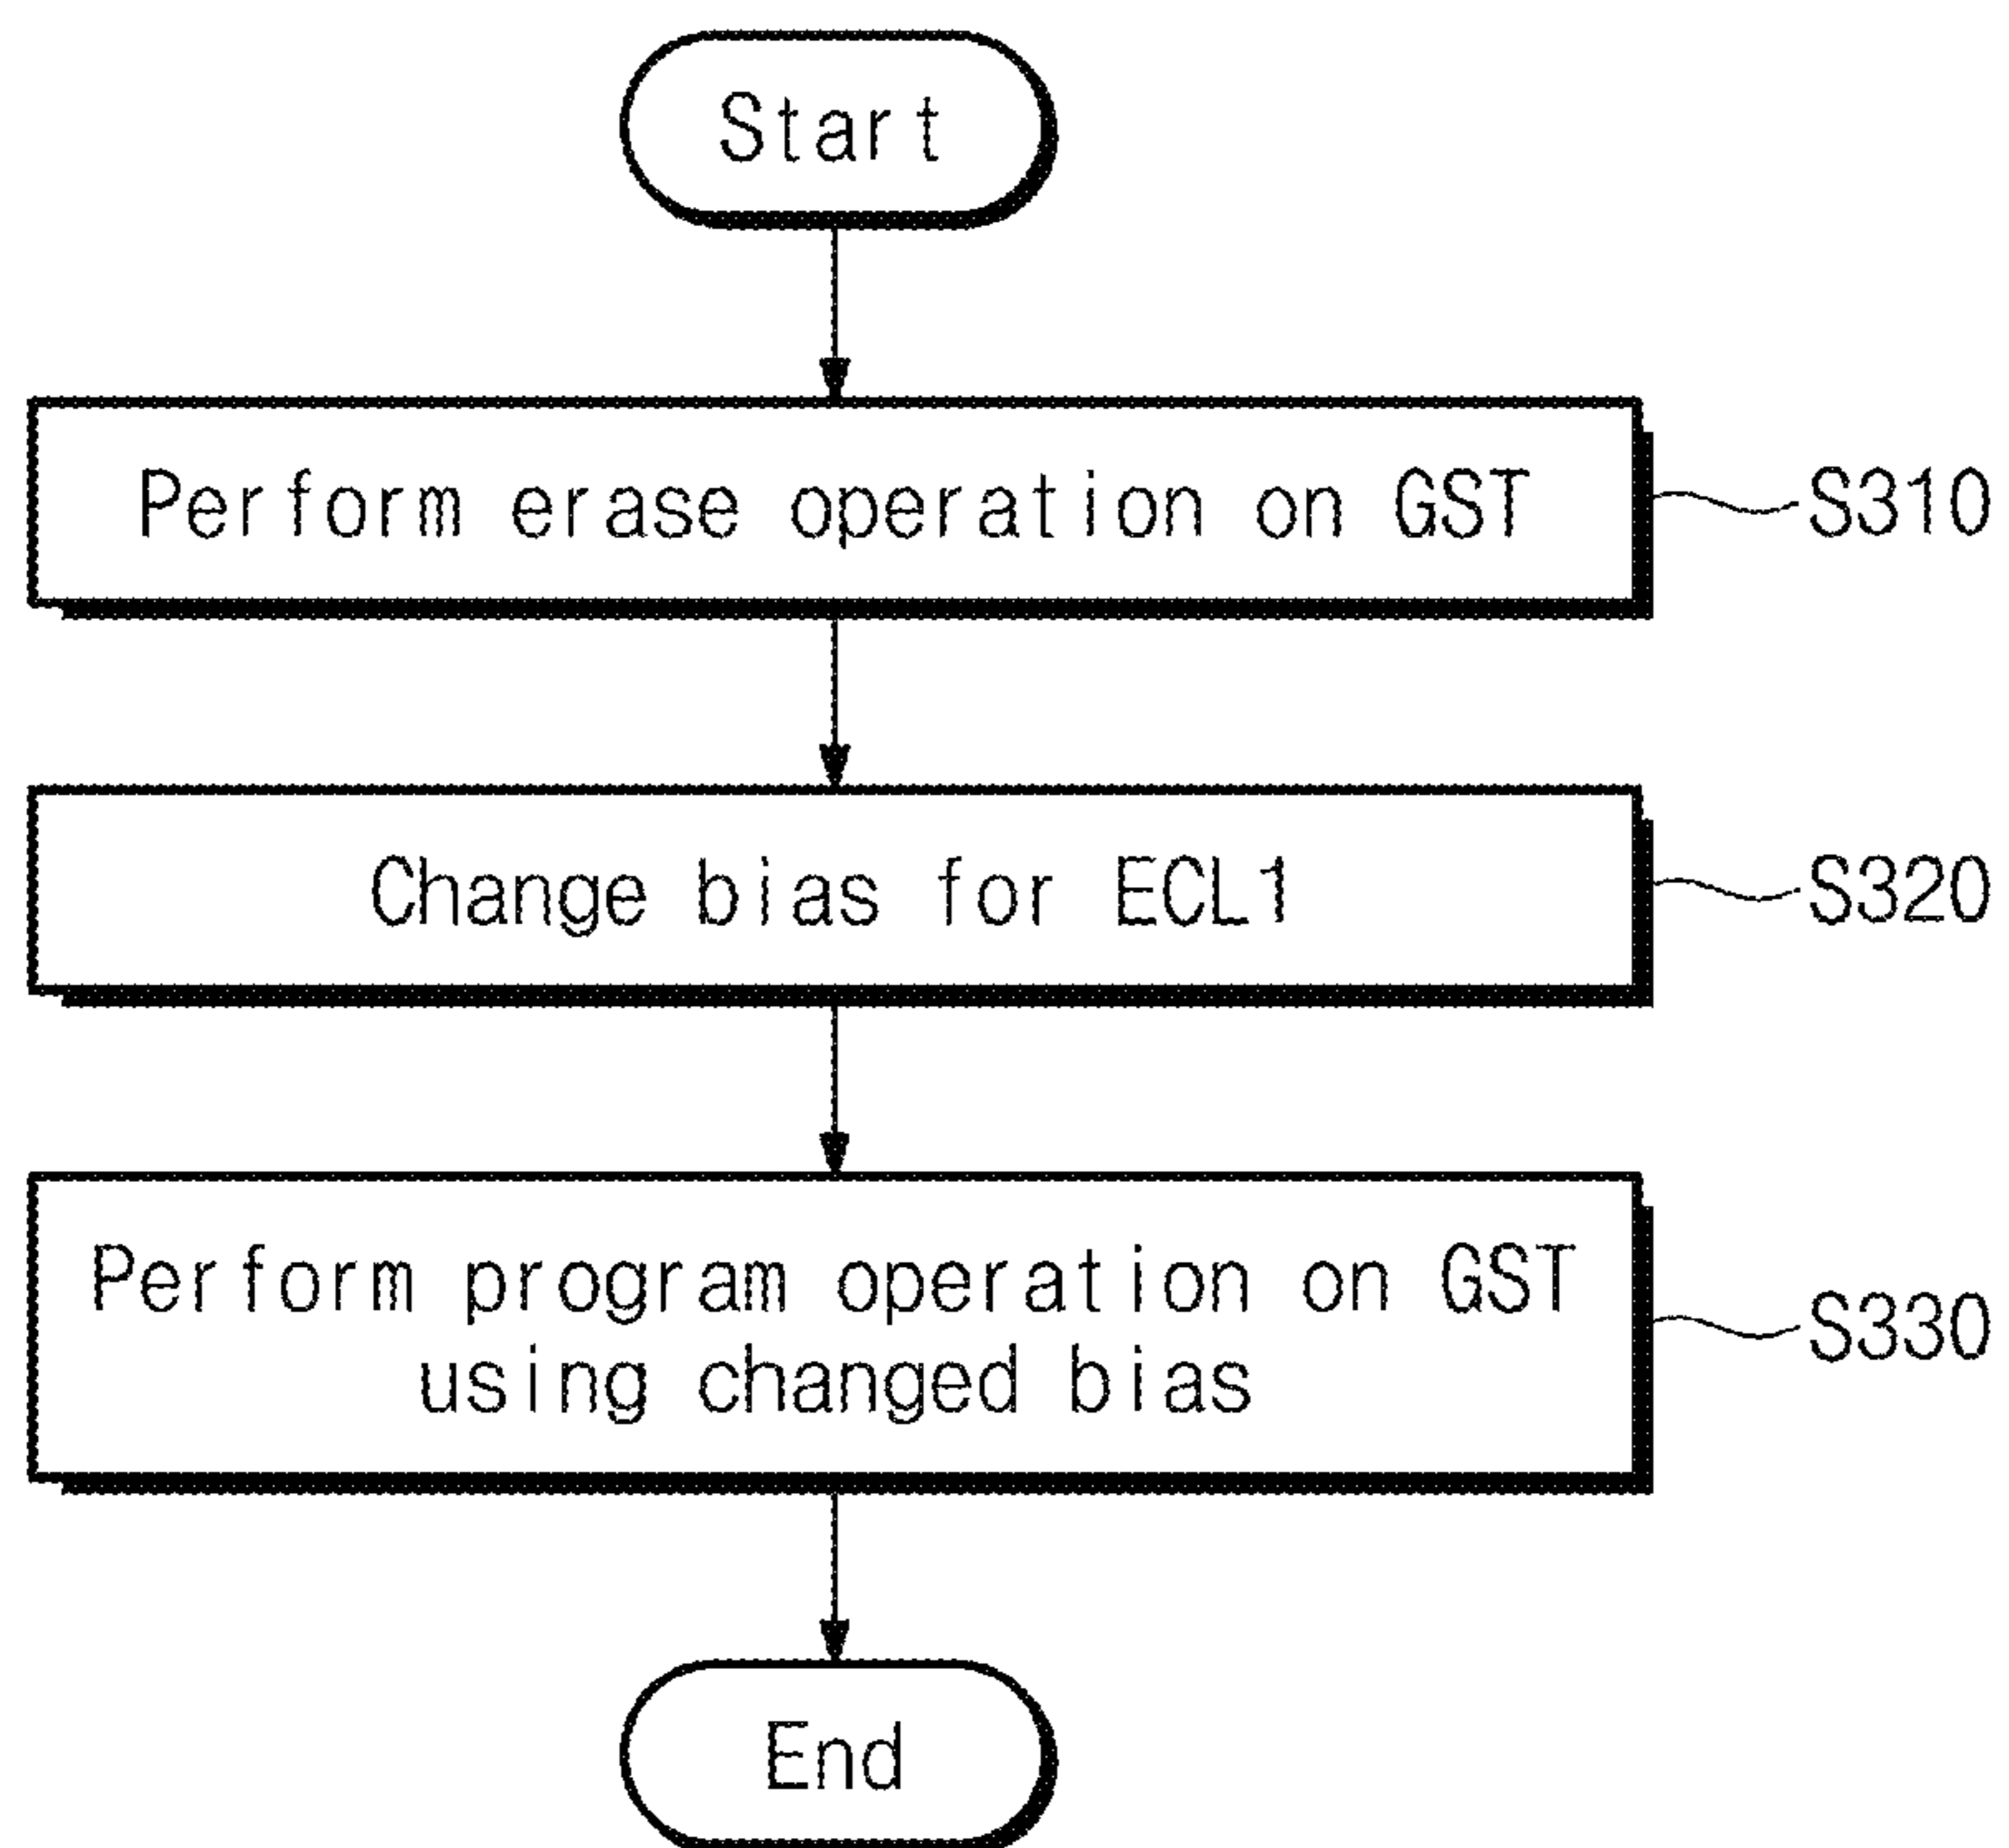 Start
Perform erase operation on GST
S310
Change bias for ECL1
S320
Perform program operation on GST
using changed bias
S330
End